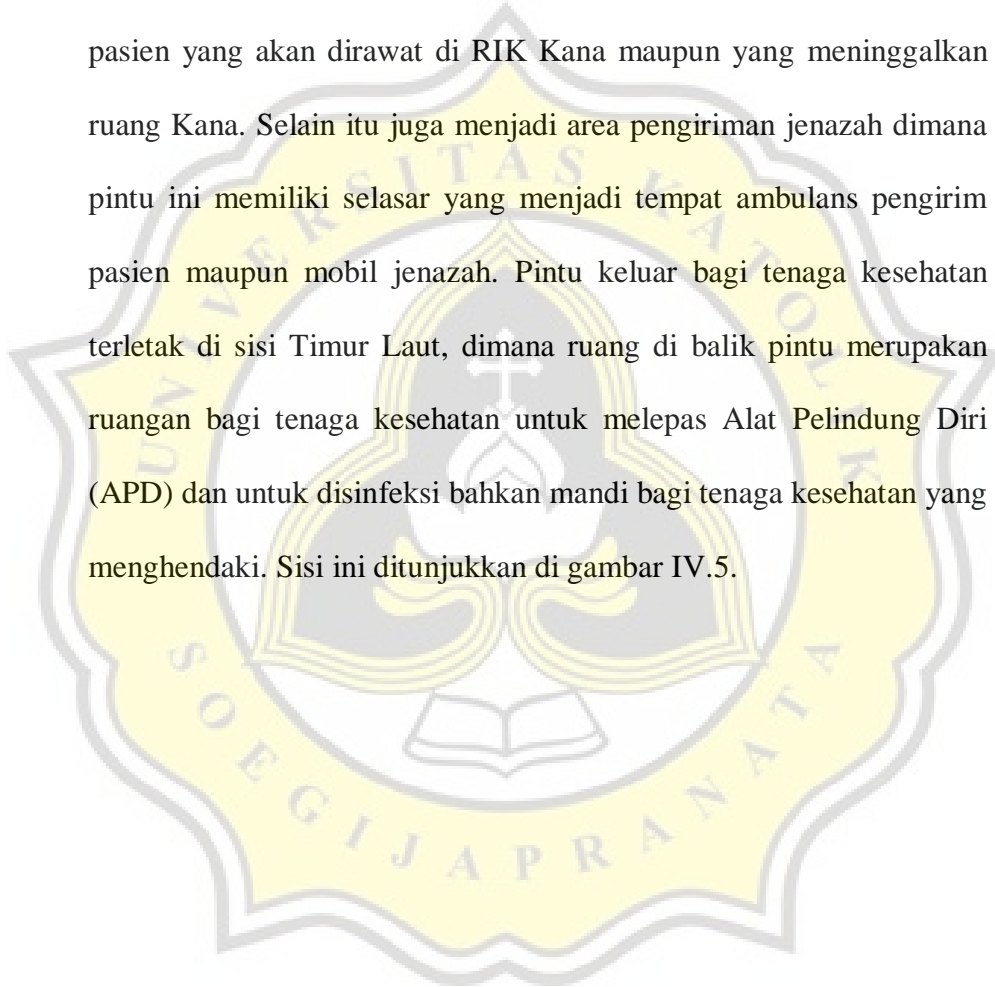 pasien yang akan dirawat di RIK Kana maupun yang meninggalkan
ruang Kana. Selain itu juga menjadi area pengiriman jenazah dimana
pintu ini memiliki selasar yang menjadi tempat ambulans pengirim
pasien maupun mobil jenazah. Pintu keluar bagi tenaga kesehatan
terletak di sisi Timur Laut, dimana ruang di balik pintu merupakan
ruangan bagi tenaga kesehatan untuk melepas Alat Pelindung Diri
(APD) dan untuk disinfeksi bahkan mandi bagi tenaga kesehatan yang
menghendaki. Sisi ini ditunjukkan di gambar IV.5.
UNIVERSITAS KATOLIK
SOEGIJAPRANATA